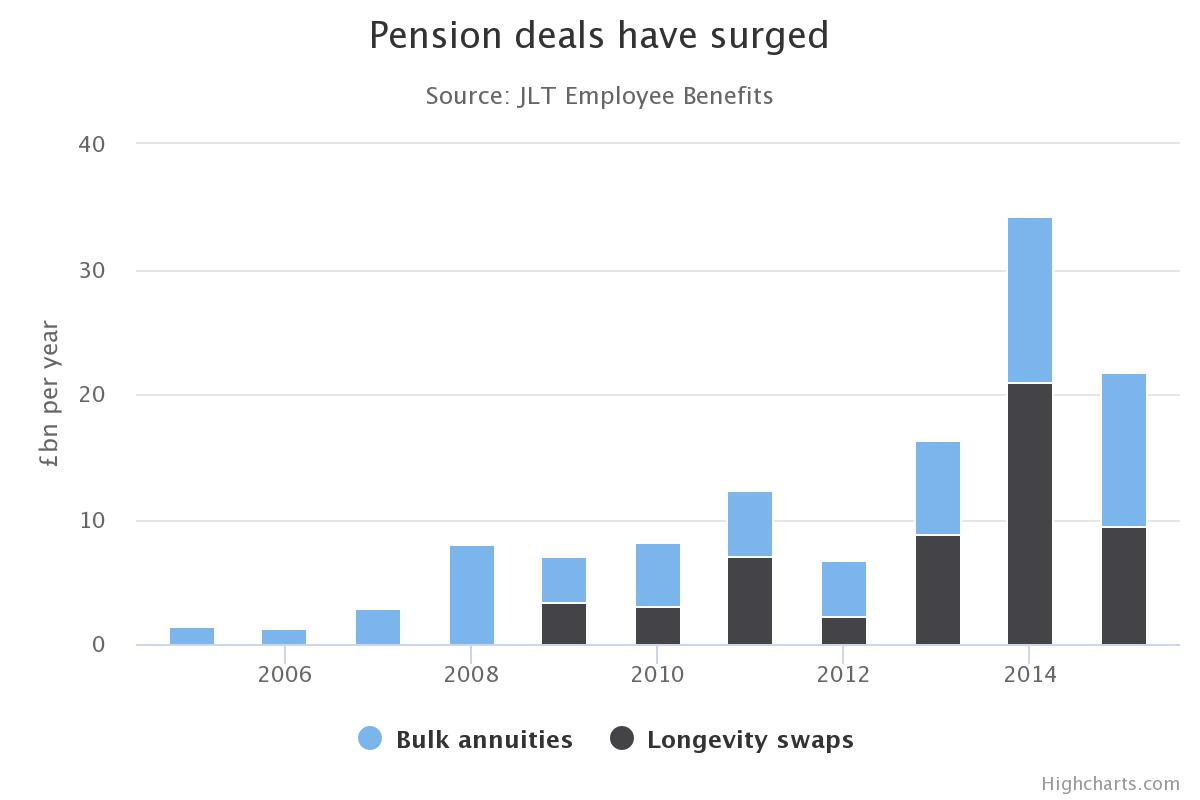 Pension deals have surged
Source: JLT Employee Benefits
£bn per year
40
30
20
10
0
2006
2008
2010
2012
2014
Bulk annuities
Longevity swaps
Highcharts.com